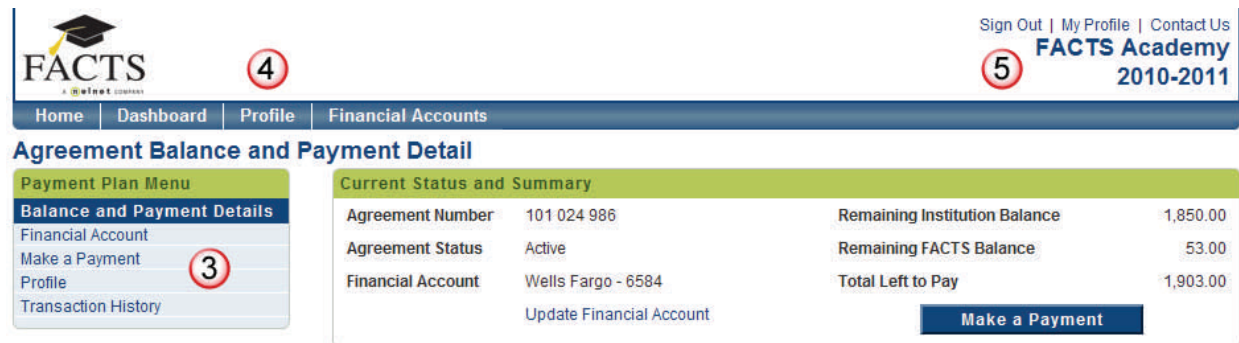 Sign Out | My Profile | Contact Us
FACTS
A nelnet COMPANY
4
5
FACTS Academy
2010-2011
Home Dashboard Profile Financial Accounts
Agreement Balance and Payment Detail
Payment Plan Menu
Balance and Payment Details
Financial Account
Make a Payment
3
Profile
Transaction History
Current Status and Summary
Agreement Number 101 024 986 Remaining Institution Balance 1,850.00
Agreement Status Active Remaining FACTS Balance 53.00
Financial Account Wells Fargo - 6584 Total Left to Pay 1,903.00
Update Financial Account Make a Payment